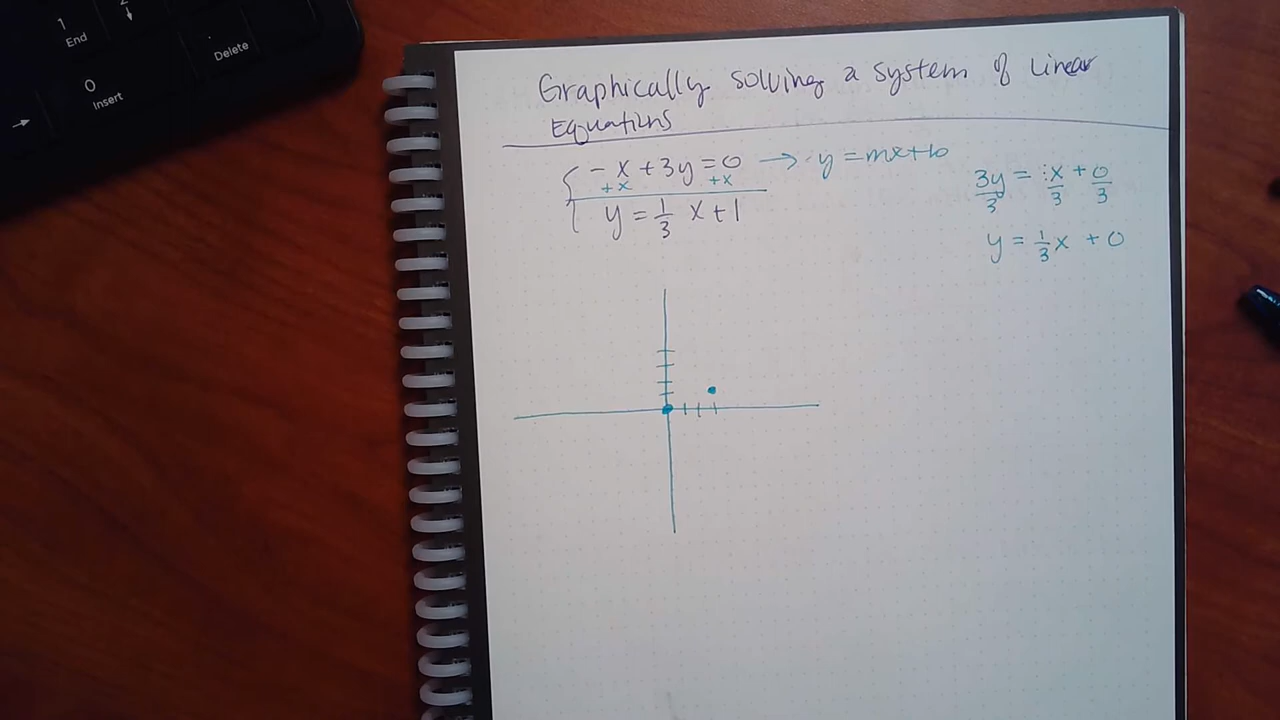 1
End
↓
Delete
0
Insert
→
Graphically solving a system of Linear
Equations
-x + 3y = 0 → y = mx + b
+x +x
y = 1/3 x + 1
3y/3 = x/3 + 0/3
y = 1/3 x + 0